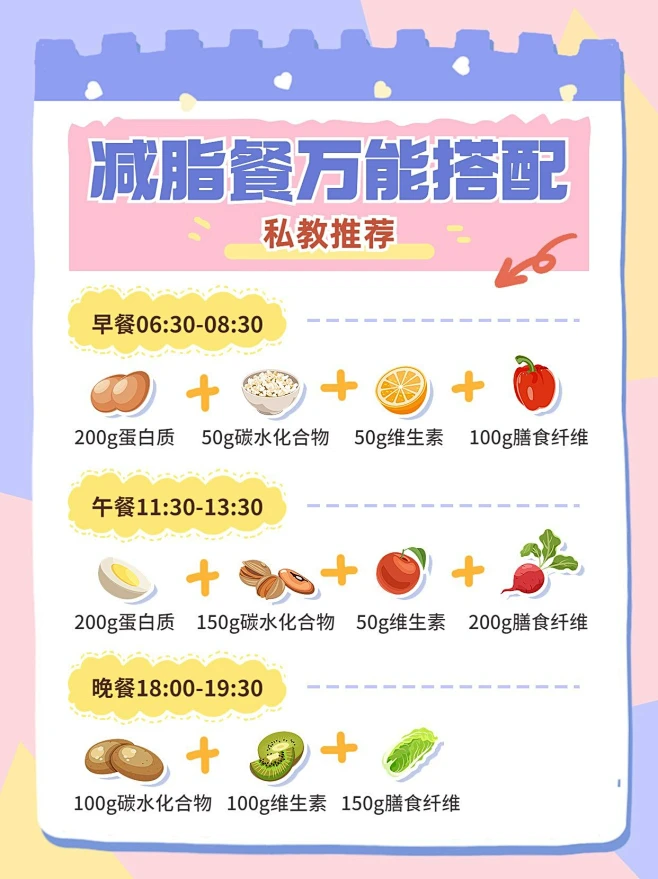 减脂餐万能搭配
私教推荐
早餐06:30-08:30
200g蛋白质 50g碳水化合物 50g维生素 100g膳食纤维
午餐11:30-13:30
200g蛋白质 150g碳水化合物 50g维生素 200g膳食纤维
晚餐18:00-19:30
100g碳水化合物 100g维生素 150g膳食纤维